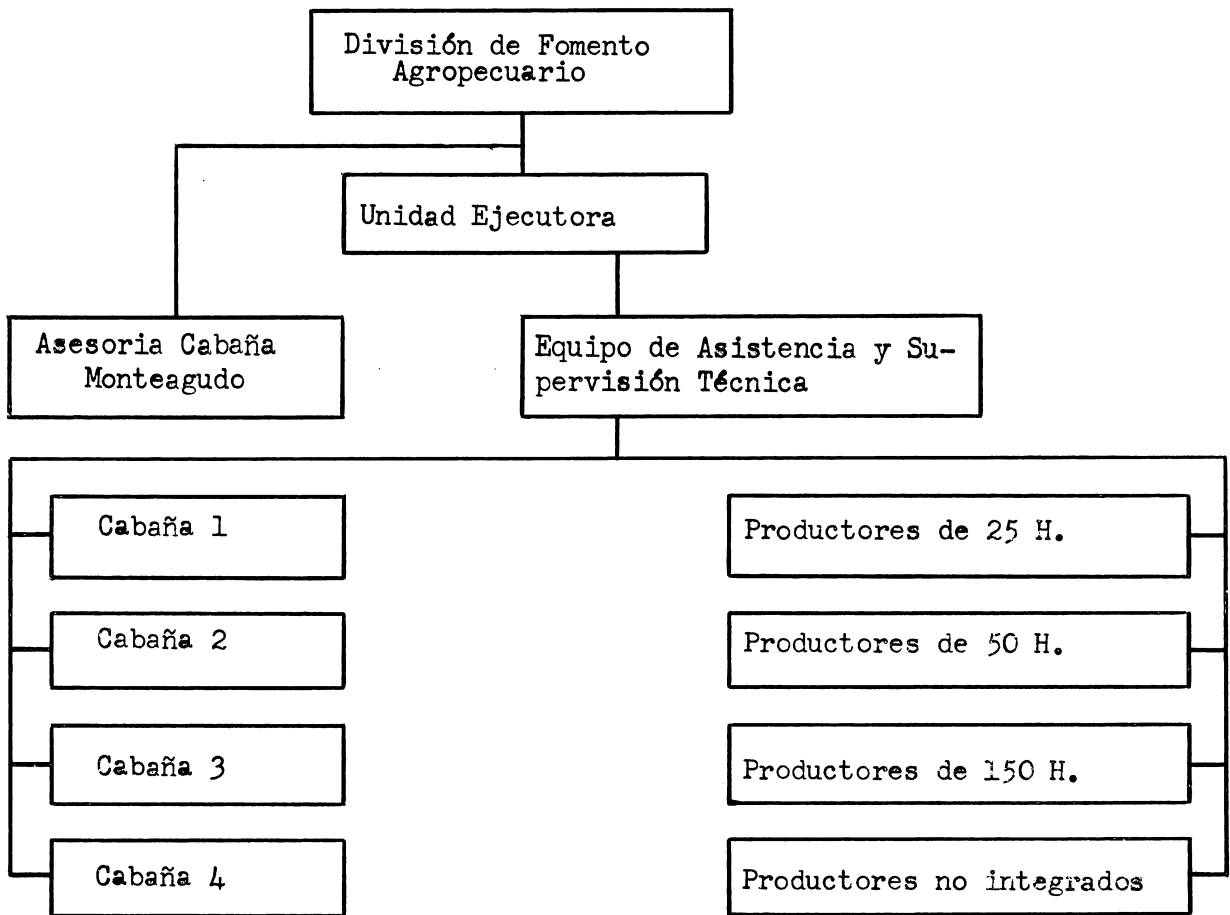 División de Fomento
Agropecuario
Unidad Ejecutora
Asesoria Cabaña
Monteagudo
Equipo de Asistencia y Su-
pervisión Técnica
Cabaña 1
Productores de 25 H.
Cabaña 2
Productores de 50 H.
Cabaña 3
Productores de 150 H.
Cabaña 4
Productores no integrados